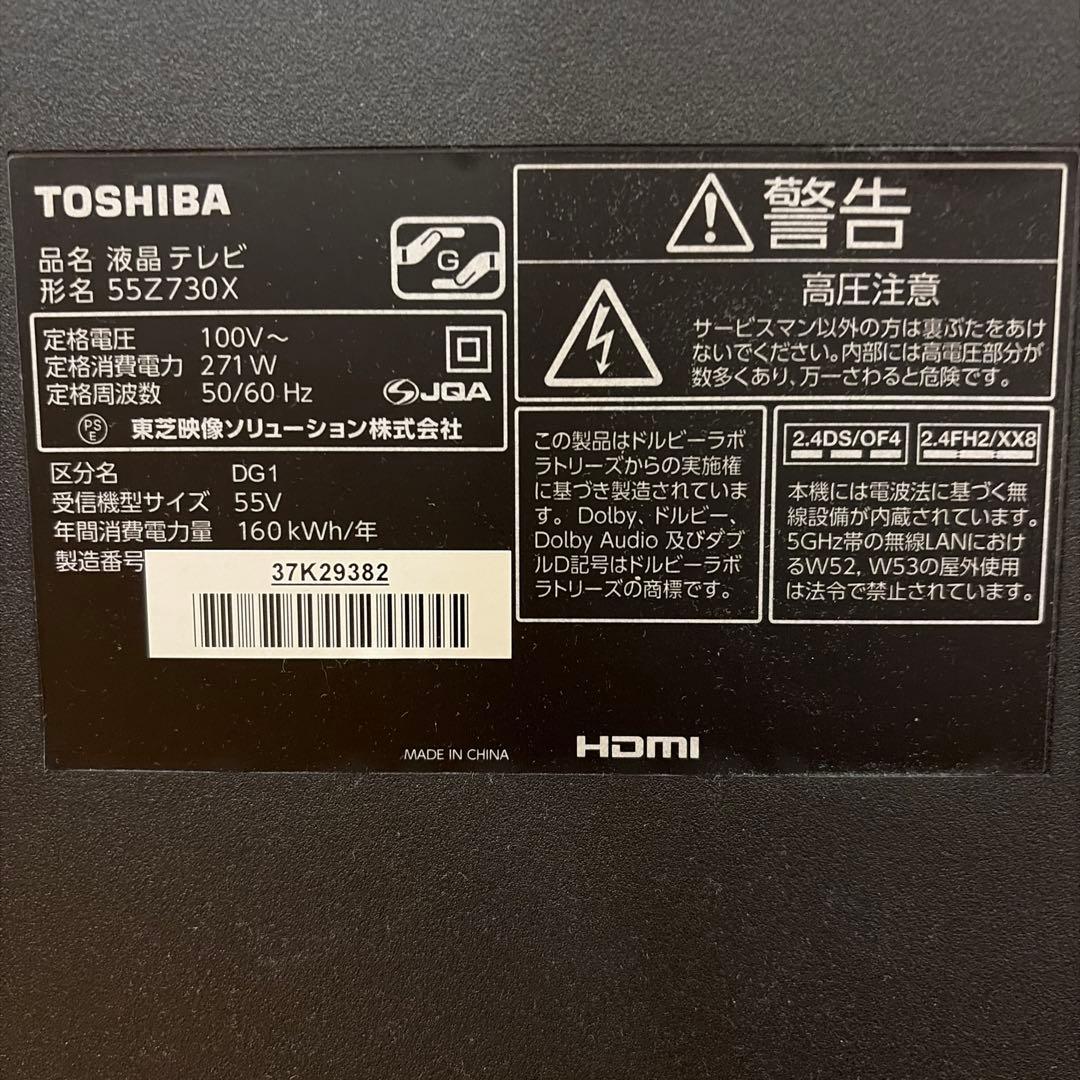 TOSHIBA
品名 液晶テレビ
形名 55Z730X
G
定格電圧 100V～
定格消費電力 271W
定格周波数 50/60 Hz
JQA
PS
E
東芝映像ソリューション株式会社
区分名 DG1
受信機型サイズ 55V
年間消費電力量 160kWh/年
製造番号
37K29382
MADE IN CHINA
警告
高圧注意
サービスマン以外の方は裏ぶたをあけ
ないでください。内部には高電圧部分が
数多くあり、万一さわると危険です。
この製品はドルビーラボ
ラトリーズからの実施権
に基づき製造されていま
す。Dolby、ドルビー、
Dolby Audio 及びダブ
ルD記号はドルビーラボ
ラトリーズの商標です。
2.4DS/OF4
2.4FH2/XX8
本機には電波法に基づく無
線設備が内蔵されています。
5GHz帯の無線LANにおけ
るW52, W53の屋外使用
は法令で禁止されています。
HDMI